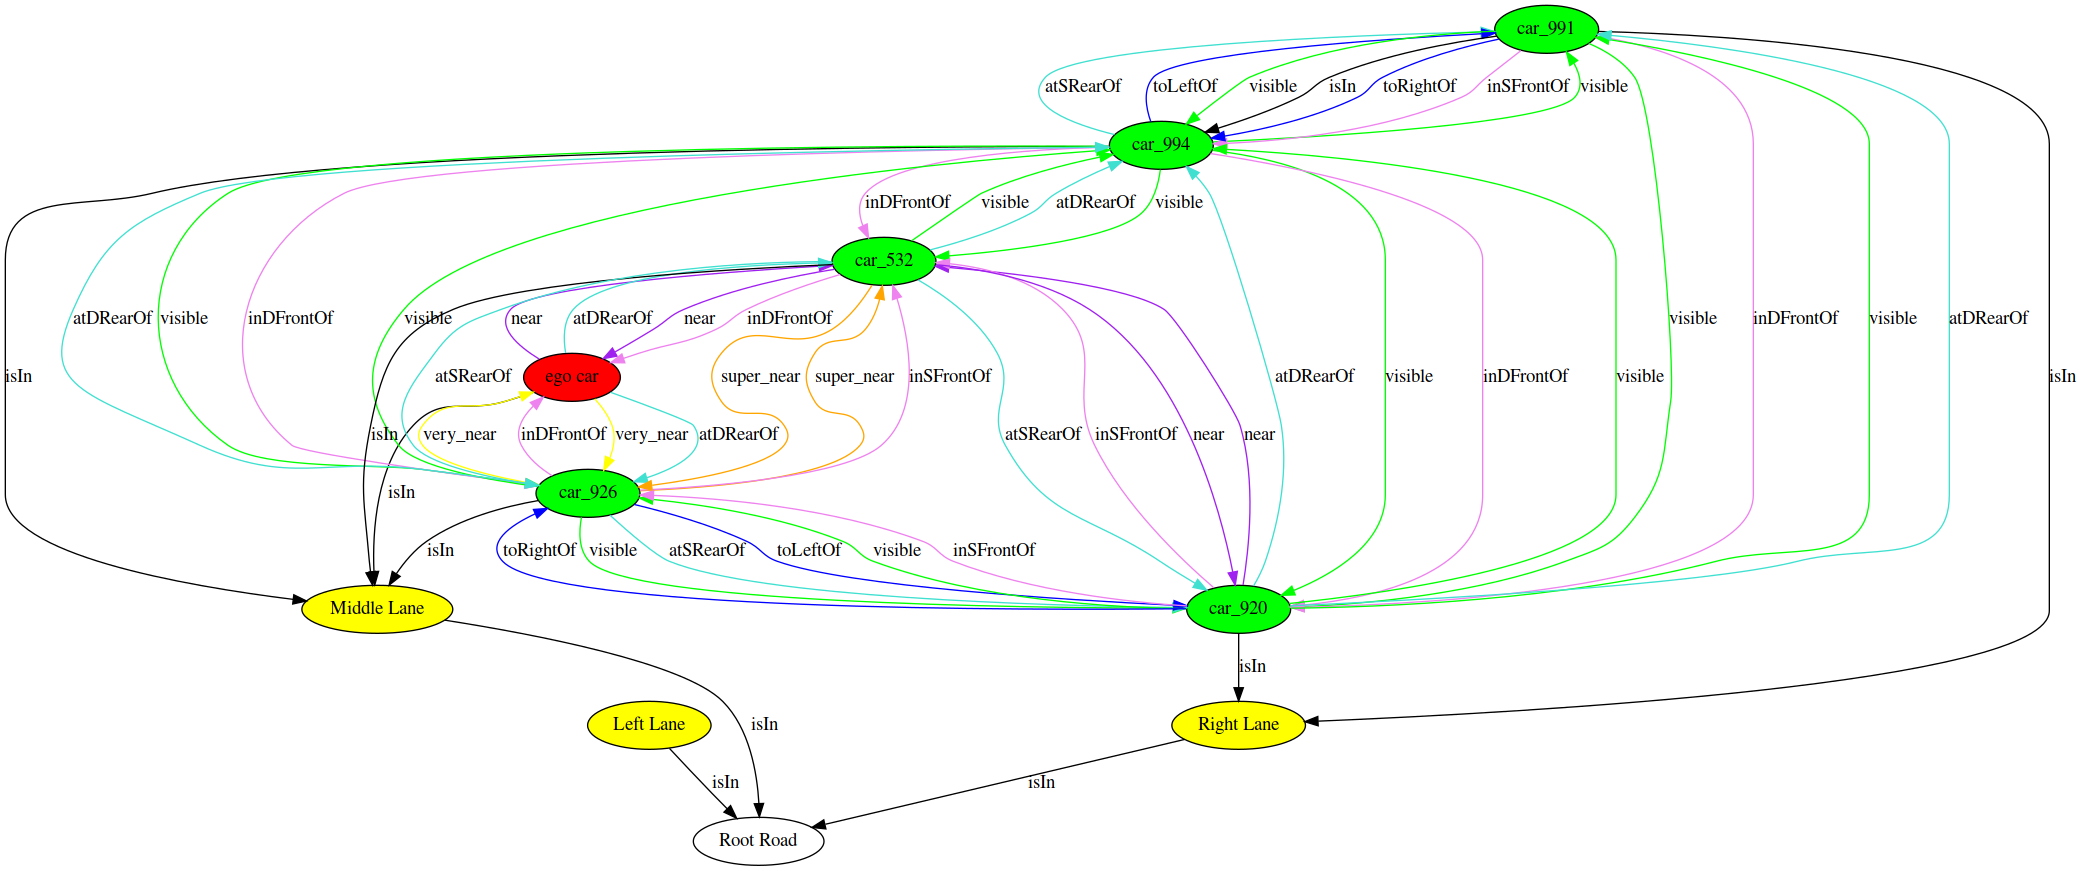 car_991
atSRearOf toLeftOf visible isIn toRightOf inSFrontOf visible
car_994
inDFrontOf visible atDRearOf visible
car_532
atDRearOf visible inDFrontOf visible near atDRearOf near inDFrontOf visible inDFrontOf visible atDRearOf
isIn atSRearOf ego car super_near super_near inSFrontOf atDRearOf visible inDFrontOf visible isIn
isIn very_near inDFrontOf very_near atDRearOf atSRearOf inSFrontOf near near
isIn car_926
isIn toRightOf visible atSRearOf toLeftOf visible inSFrontOf
Middle Lane car_920
isIn
isIn Left Lane Right Lane
isIn isIn
Root Road